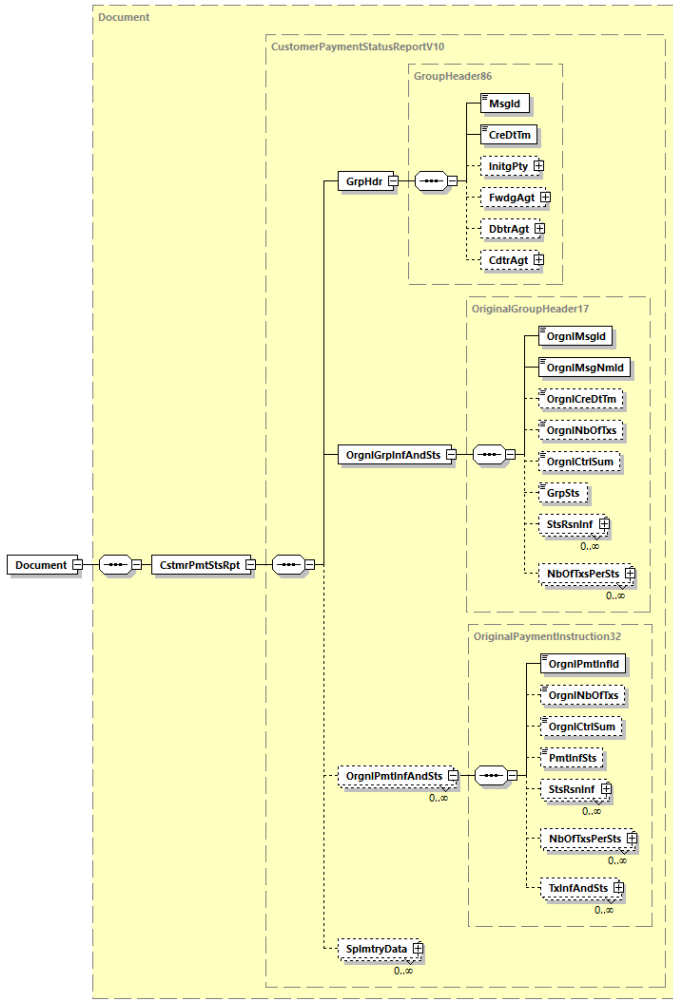 Document
CustomerPaymentStatusReportV10
GroupHeader86
MsgId
CreDtTm
InitgPty
GrpHdr
FwdgAgt
DbtrAgt
CdtrAgt
OriginalGroupHeader17
OrgnlMsgId
OrgnlMsgNmId
OrgnlCreDtTm
OrgnlNbOfTxs
OrgnlGrpInfAndSts
OrgnlCtrlSum
GrpSts
StsRsnInf
0..∞
Document
CstmrPmtStsRpt
NbOfTxsPerSts
0..∞
OriginalPaymentInstruction32
OrgnlPmtInfId
OrgnlNbOfTxs
OrgnlCtrlSum
PmtInfSts
OrgnlPmtInfAndSts
0..∞
StsRsnInf
0..∞
NbOfTxsPerSts
0..∞
TxInfAndSts
0..∞
SplmtryData
0..∞